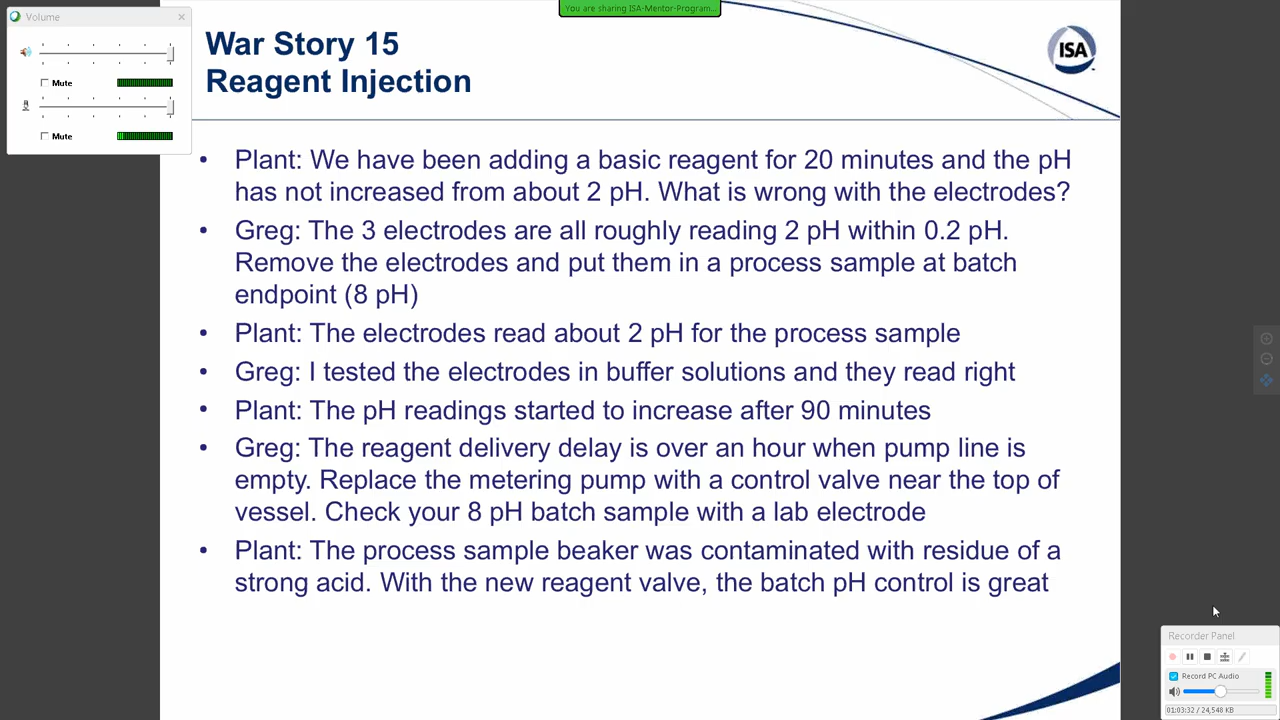 You are sharing ISA-Mentor-Program...
Volume
Mute
Mute
War Story 15
Reagent Injection
ISA
• Plant: We have been adding a basic reagent for 20 minutes and the pH
has not increased from about 2 pH. What is wrong with the electrodes?
• Greg: The 3 electrodes are all roughly reading 2 pH within 0.2 pH.
Remove the electrodes and put them in a process sample at batch
endpoint (8 pH)
• Plant: The electrodes read about 2 pH for the process sample
• Greg: I tested the electrodes in buffer solutions and they read right
• Plant: The pH readings started to increase after 90 minutes
• Greg: The reagent delivery delay is over an hour when pump line is
empty. Replace the metering pump with a control valve near the top of
vessel. Check your 8 pH batch sample with a lab electrode
• Plant: The process sample beaker was contaminated with residue of a
strong acid. With the new reagent valve, the batch pH control is great
Recorder Panel
Record PC Audio
01:03:32 / 24,548 KB